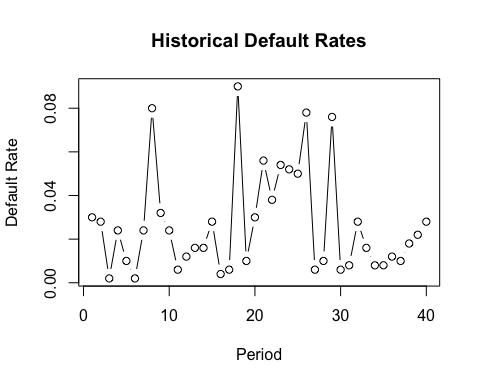 Historical Default Rates
Default Rate
0.08
0.04
0.00
0 10 20 30 40
Period